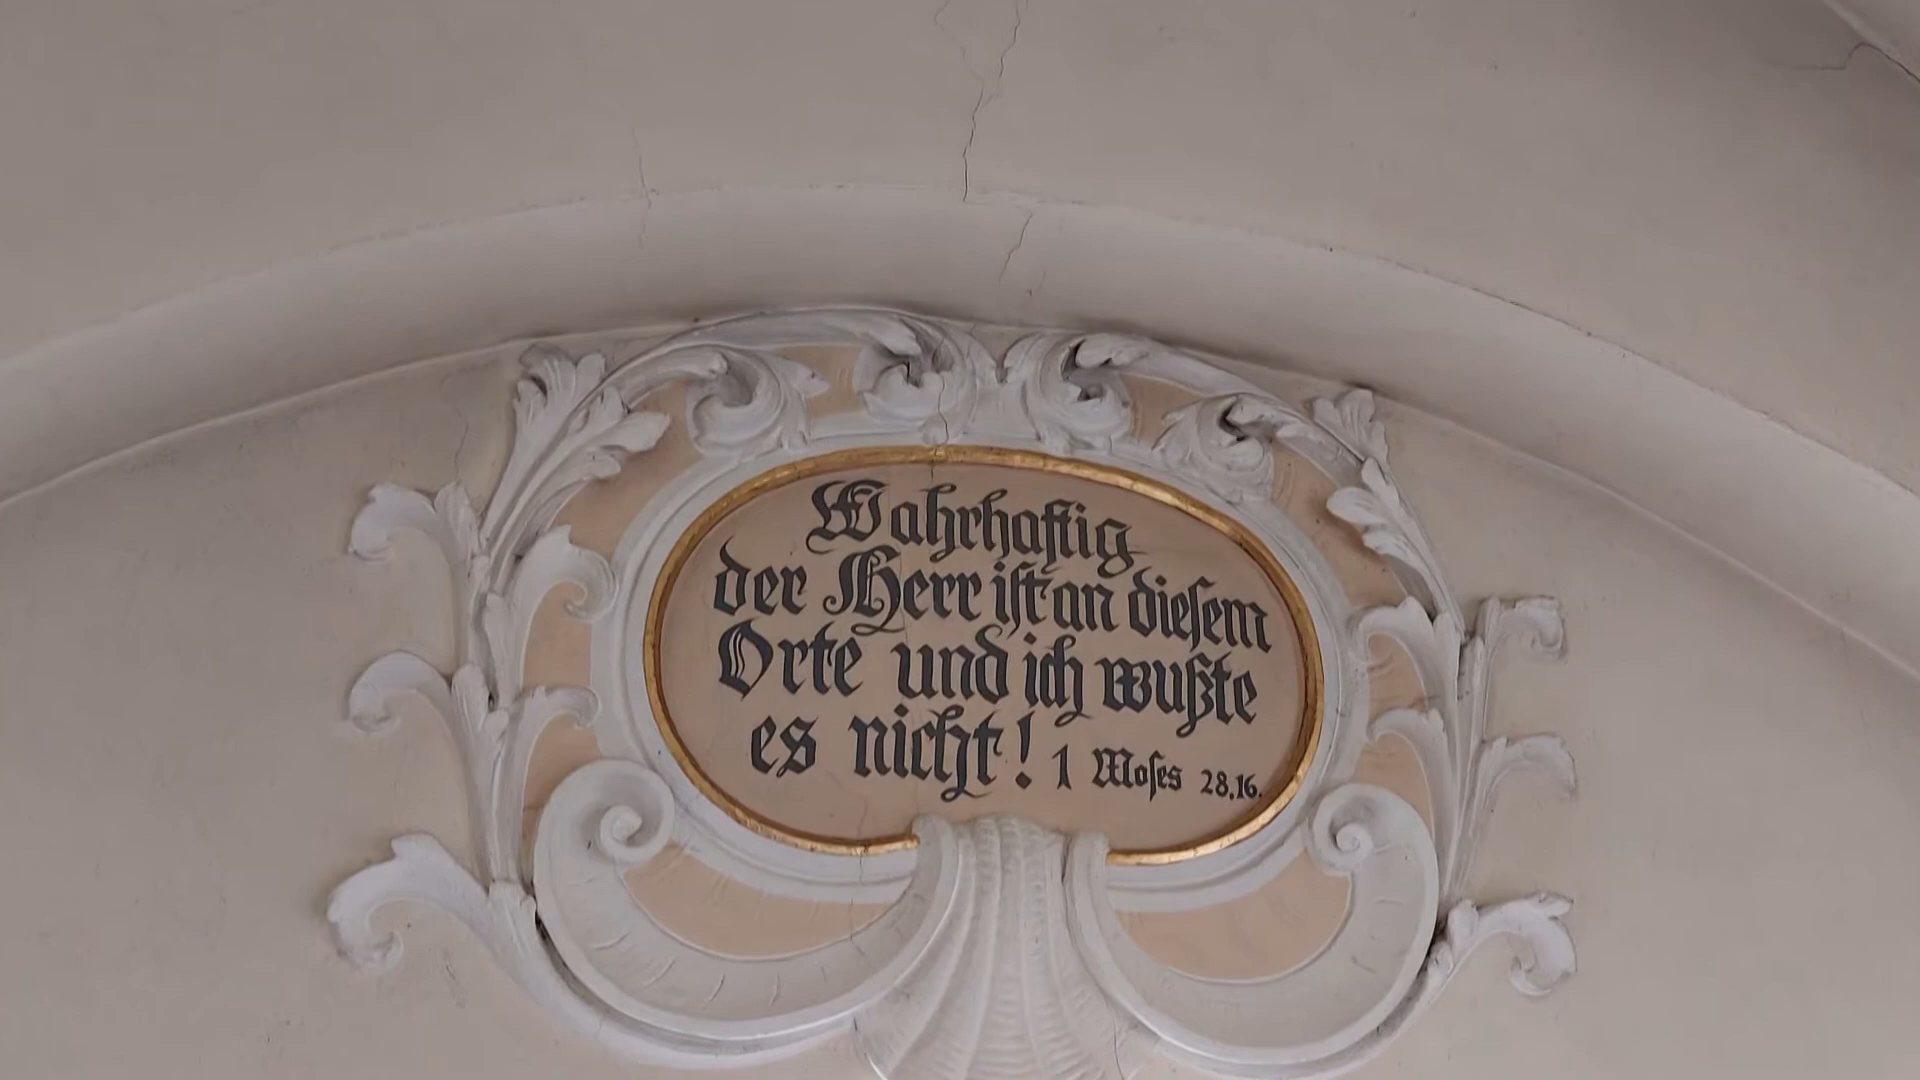 Wahrhaftig
der Herr iſt an dieſem
Orte und ich wußte
es nicht! 1 Moſes 28.16.